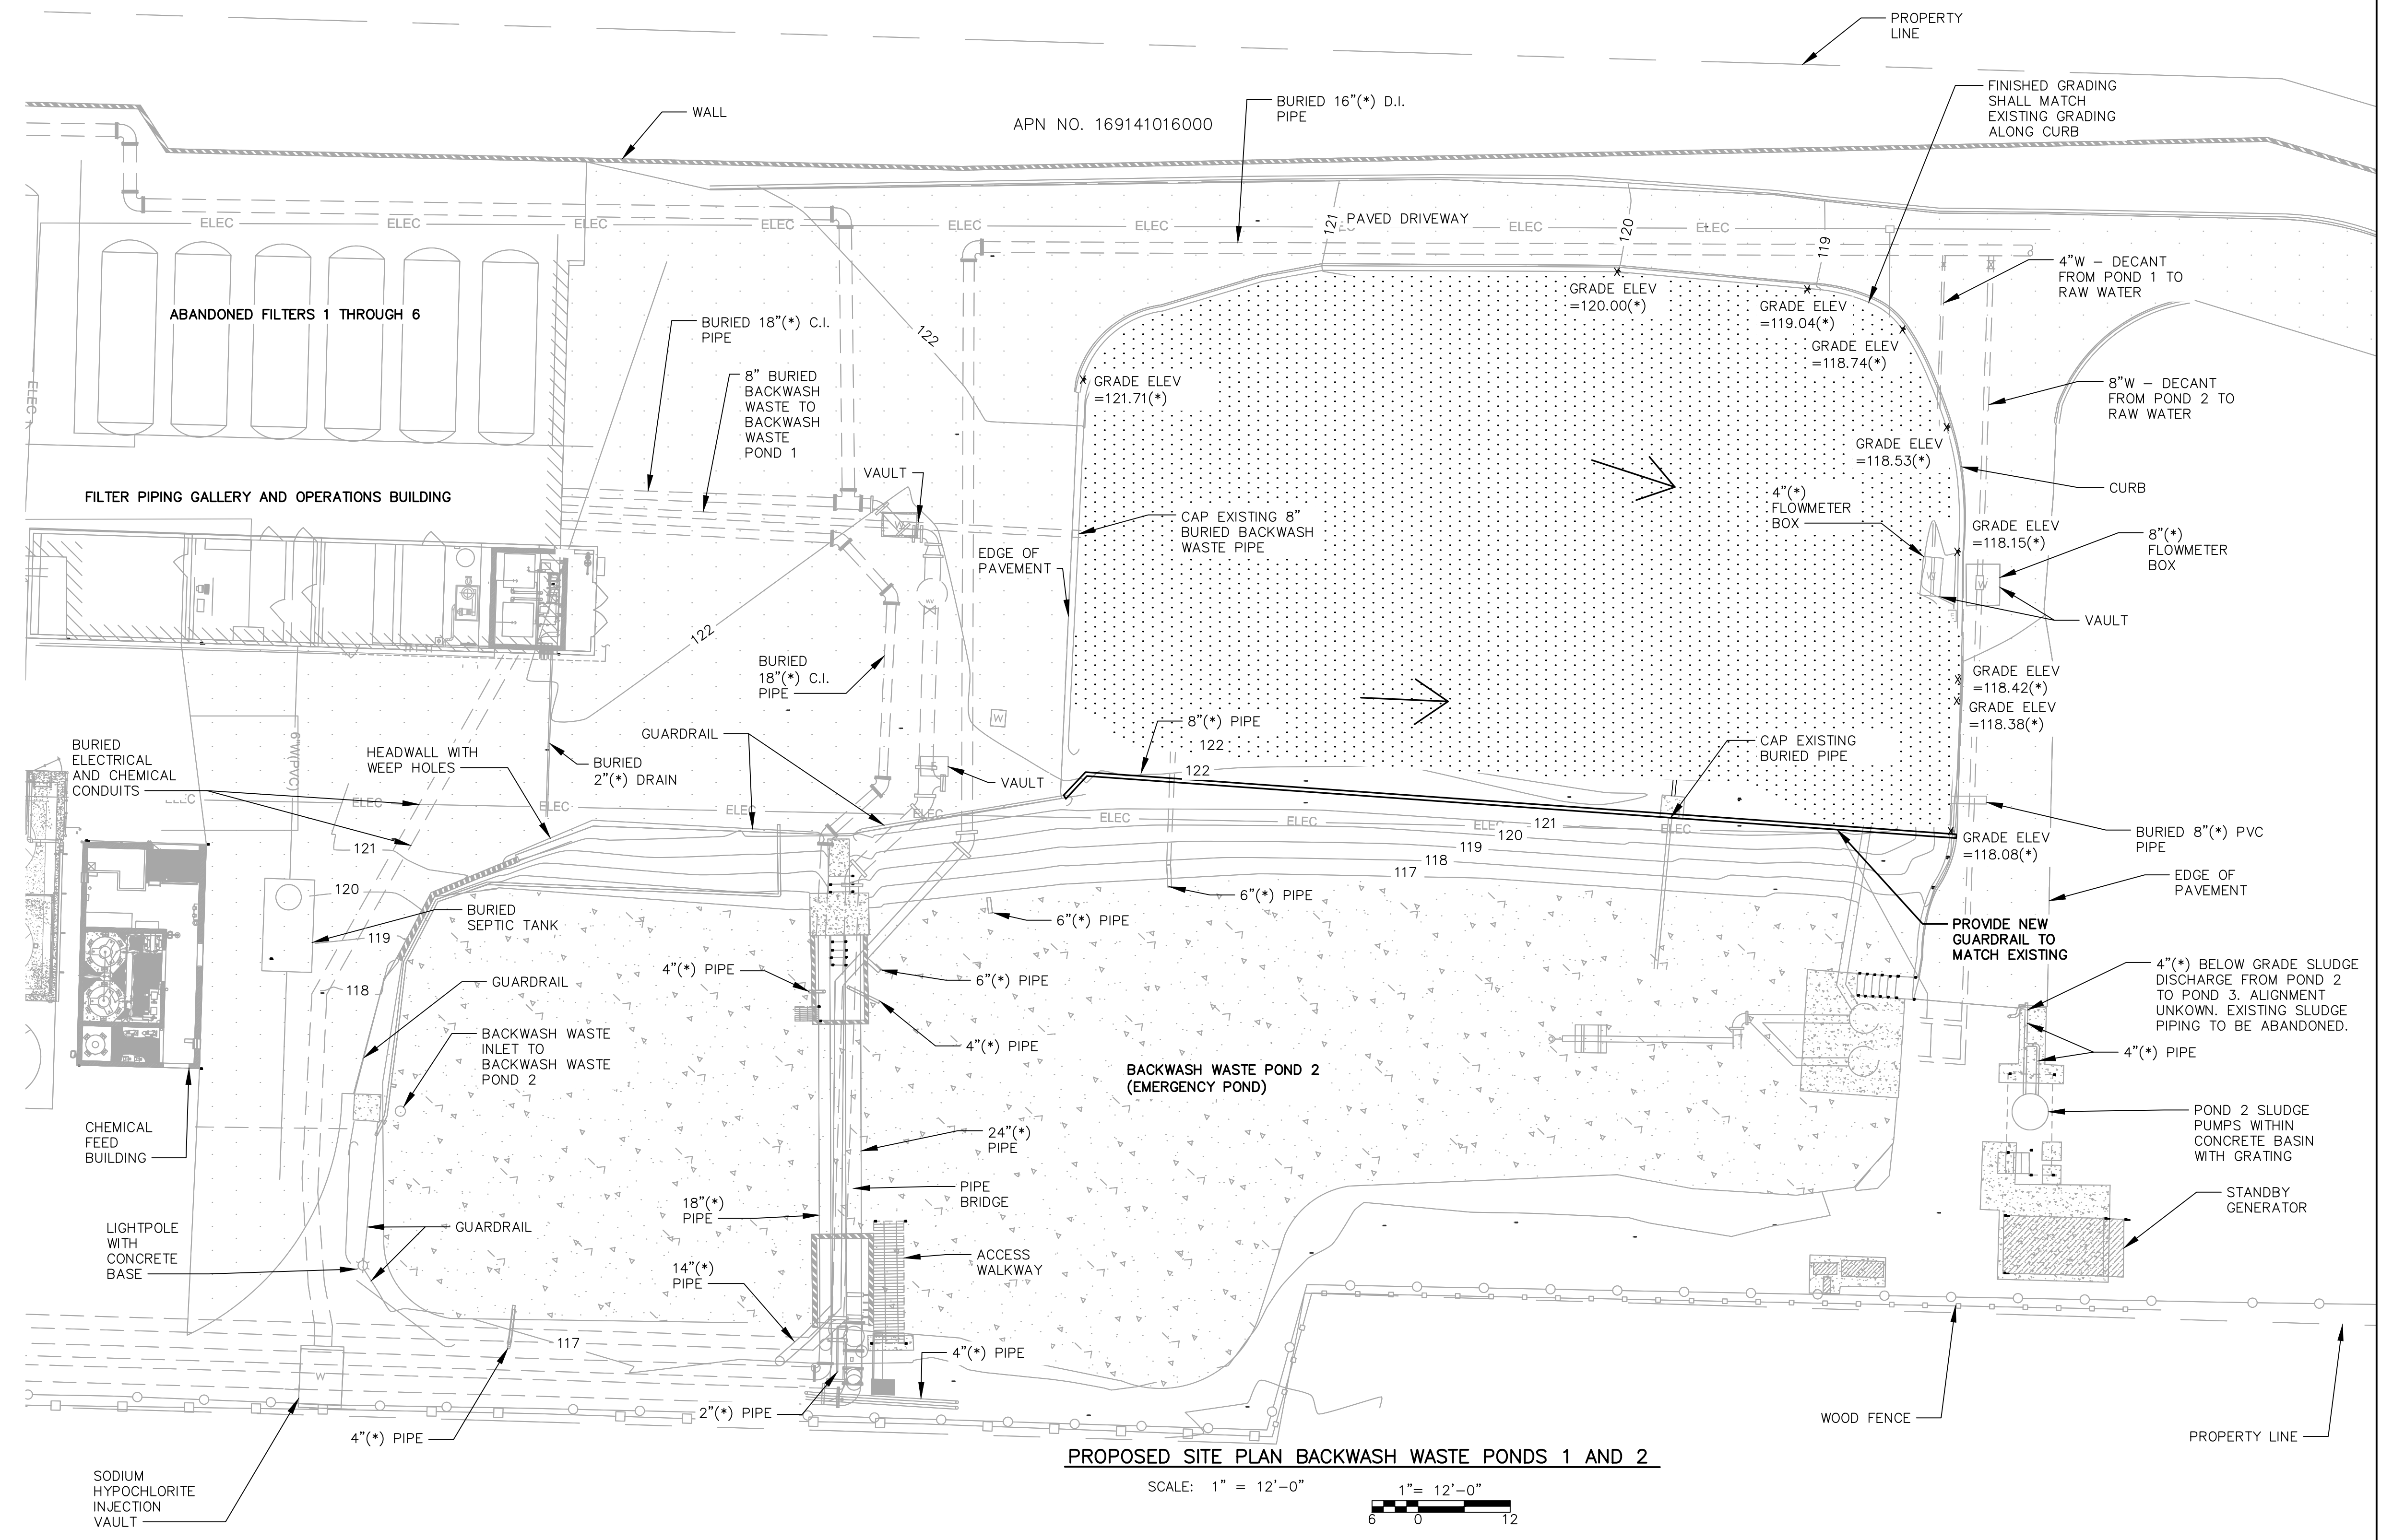 PROPERTY
LINE
FINISHED GRADING
SHALL MATCH
EXISTING GRADING
ALONG CURB
WALL
APN NO. 169141016000
BURIED 16"(*) D.I.
PIPE
ELEC
ELEC
ELEC
ELEC
ELEC
ELEC
ELEC
ELEC
ELEC
121
PAVED DRIVEWAY
120
119
4"W – DECANT
FROM POND 1 TO
RAW WATER
GRADE ELEV
=120.00(*)
GRADE ELEV
=119.04(*)
GRADE ELEV
=118.74(*)
ABANDONED FILTERS 1 THROUGH 6
BURIED 18"(*) C.I.
PIPE
122
8" BURIED
BACKWASH
WASTE TO
BACKWASH
WASTE
POND 1
GRADE ELEV
=121.71(*)
8"W – DECANT
FROM POND 2 TO
RAW WATER
ELEC
GRADE ELEV
=118.53(*)
VAULT
CURB
FILTER PIPING GALLERY AND OPERATIONS BUILDING
4"(*)
FLOWMETER
BOX
CAP EXISTING 8"
BURIED BACKWASH
WASTE PIPE
GRADE ELEV
=118.15(*)
8"(*)
FLOWMETER
BOX
EDGE OF
PAVEMENT
W
WV
VAULT
122
BURIED
18"(*) C.I.
PIPE
GRADE ELEV
=118.42(*)
GRADE ELEV
=118.38(*)
W
8"(*) PIPE
122
122
CAP EXISTING
BURIED PIPE
GUARDRAIL
BURIED
ELECTRICAL
AND CHEMICAL
CONDUITS
HEADWALL WITH
WEEP HOLES
6"W(PVC)
BURIED
2"(*) DRAIN
VAULT
ELEC
ELEC
ELEC
ELEC
ELEC
ELEC
ELEC
ELEC
ELEC
121
120
119
118
117
GRADE ELEV
=118.08(*)
BURIED 8"(*) PVC
PIPE
121
120
119
118
EDGE OF
PAVEMENT
6"(*) PIPE
6"(*) PIPE
BURIED
SEPTIC TANK
PROVIDE NEW
GUARDRAIL TO
MATCH EXISTING
4"(*) PIPE
6"(*) PIPE
GUARDRAIL
4"(*) BELOW GRADE SLUDGE
DISCHARGE FROM POND 2
TO POND 3. ALIGNMENT
UNKOWN. EXISTING SLUDGE
PIPING TO BE ABANDONED.
BACKWASH WASTE
INLET TO
BACKWASH WASTE
POND 2
4"(*) PIPE
4"(*) PIPE
BACKWASH WASTE POND 2
(EMERGENCY POND)
CHEMICAL
FEED
BUILDING
24"(*)
PIPE
POND 2 SLUDGE
PUMPS WITHIN
CONCRETE BASIN
WITH GRATING
PIPE
BRIDGE
18"(*)
PIPE
STANDBY
GENERATOR
LIGHTPOLE
WITH
CONCRETE
BASE
GUARDRAIL
ACCESS
WALKWAY
14"(*)
PIPE
117
4"(*) PIPE
W
2"(*) PIPE
4"(*) PIPE
WOOD FENCE
PROPERTY LINE
SODIUM
HYPOCHLORITE
INJECTION
VAULT
PROPOSED SITE PLAN BACKWASH WASTE PONDS 1 AND 2
SCALE: 1" = 12'–0"
1"= 12'–0"
6 0 12